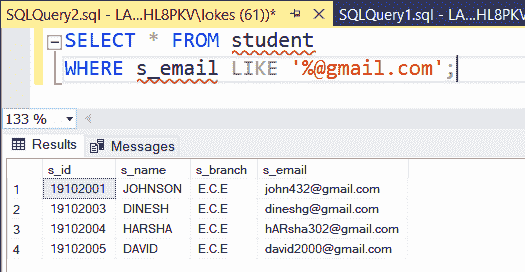 SQLQuery2.sql - LA...HL8PKV\lokes (61))* SQLQuery1.sql - LA...HL8PKV
SELECT * FROM student
WHERE s_email LIKE '%@gmail.com';
133 %
Results Messages
s_id s_name s_branch s_email
1 19102001 JOHNSON E.C.E john432@gmail.com
2 19102003 DINESH E.C.E dineshg@gmail.com
3 19102004 HARSHA E.C.E hARsha302@gmail.com
4 19102005 DAVID E.C.E david2000@gmail.com